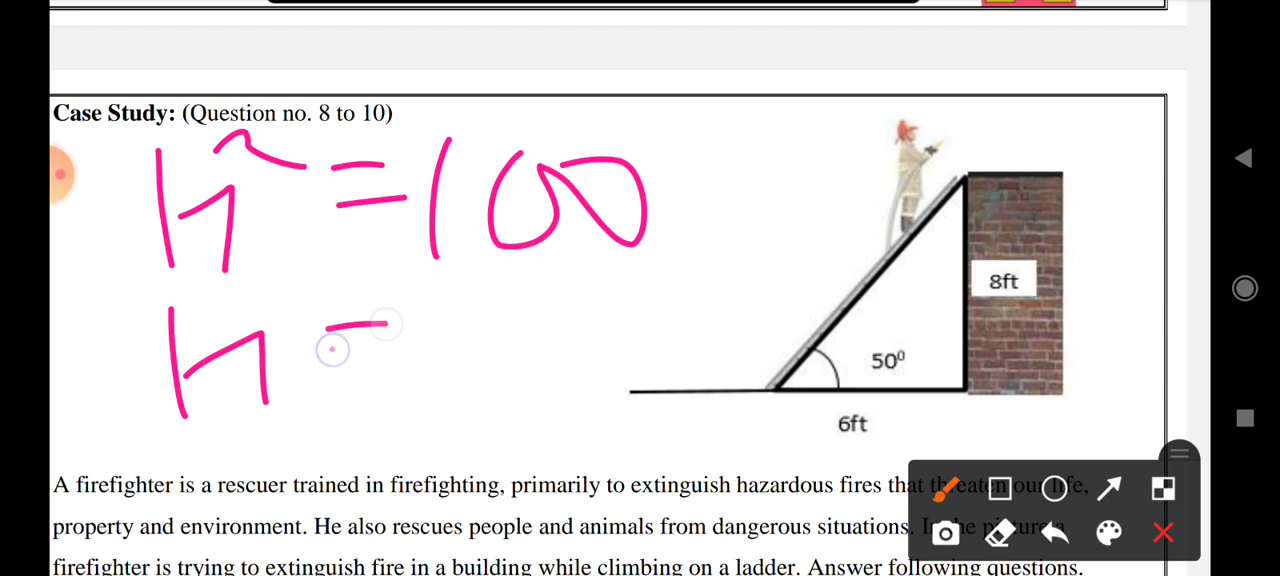 Case Study: (Question no. 8 to 10)
h² = 100
h =
8ft
50⁰
6ft
A firefighter is a rescuer trained in firefighting, primarily to extinguish hazardous fires that threaten our life,
property and environment. He also rescues people and animals from dangerous situations. In the picture a
firefighter is trying to extinguish fire in a building while climbing on a ladder. Answer following questions.